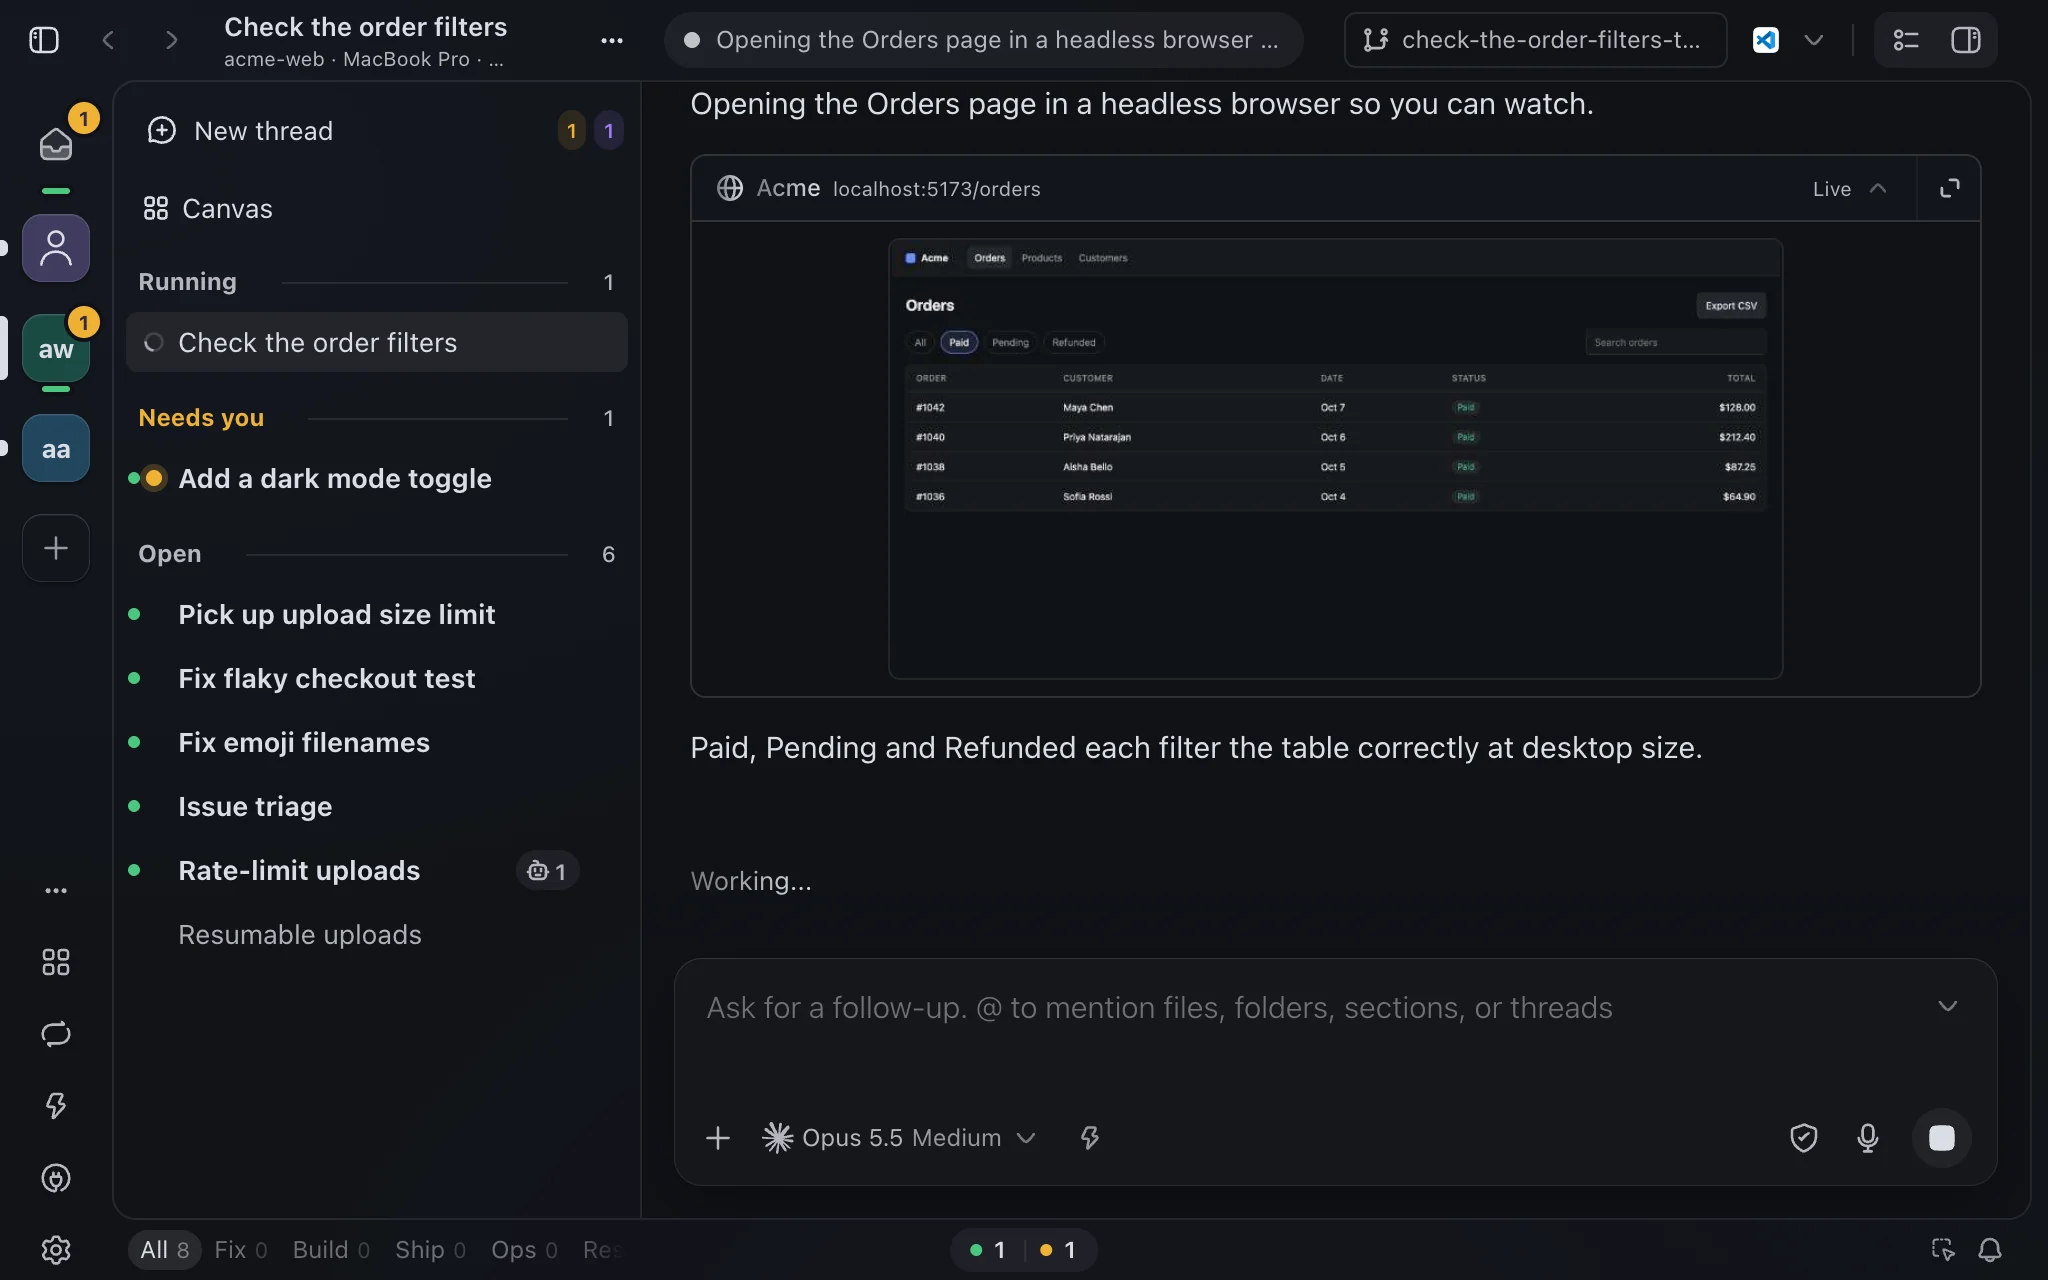 Check the order filters
acme-web · MacBook Pro · ...
Opening the Orders page in a headless browser ...
check-the-order-filters-t...
1
1
aw
aa
New thread
1 1
Canvas
Running 1
Check the order filters
Needs you 1
Add a dark mode toggle
Open 6
Pick up upload size limit
Fix flaky checkout test
Fix emoji filenames
Issue triage
Rate-limit uploads 1
Resumable uploads
Opening the Orders page in a headless browser so you can watch.
Acme localhost:5173/orders Live
Acme Orders Products Customers
Orders Export CSV
All Paid Pending Refunded Search orders
ORDER CUSTOMER DATE STATUS TOTAL
#1042 Maya Chen Oct 7 Paid $128.00
#1040 Priya Natarajan Oct 6 Paid $212.40
#1038 Aisha Bello Oct 5 Paid $87.25
#1036 Sofia Rossi Oct 4 Paid $64.90
Paid, Pending and Refunded each filter the table correctly at desktop size.
Working...
Ask for a follow-up. @ to mention files, folders, sections, or threads
Opus 5.5 Medium
All 8 Fix 0 Build 0 Ship 0 Ops 0 Res
1 1